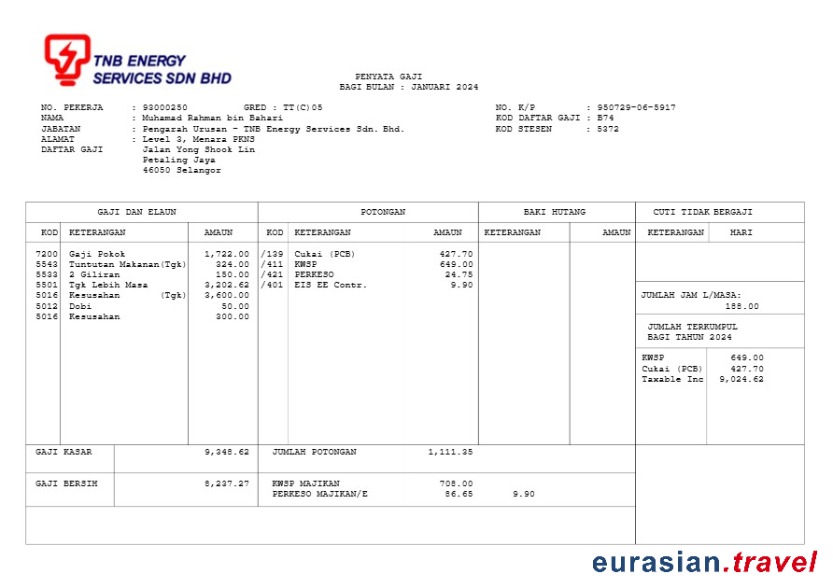 TNB ENERGY
SERVICES SDN BHD
PENYATA GAJI
BAGI BULAN : JANUARI 2024
NO. PEKERJA : 93000250 GRED : TT(C)05 NO. K/P : 950729-06-5917
NAMA : Muhamad Rahman bin Bahari KOD DAFTAR GAJI : B74
JABATAN : Pengarah Urusan - TNB Energy Services Sdn. Bhd. KOD STESEN : 5372
ALAMAT : Level 3, Menara PKNS
DAFTAR GAJI Jalan Yong Shook Lin
Petaling Jaya
46050 Selangor
GAJI DAN ELAUN POTONGAN BAKI HUTANG CUTI TIDAK BERGAJI
KOD KETERANGAN AMAUN KOD KETERANGAN AMAUN KETERANGAN AMAUN KETERANGAN HARI
7200 Gaji Pokok 1,722.00 /139 Cukai (PCB) 427.70
5543 Tuntutan Makanan(Tgk) 324.00 /411 KWSP 649.00
5533 2 Giliran 150.00 /421 PERKESO 24.75
5501 Tgk Lebih Masa 3,202.62 /401 EIS EE Contr. 9.90
5016 Kesusahan (Tgk) 3,600.00
5012 Dobi 50.00
5016 Kesusahan 300.00
JUMLAH JAM L/MASA:
188.00
JUMLAH TERKUMPUL
BAGI TAHUN 2024
KWSP 649.00
Cukai (PCB) 427.70
Taxable Inc 9,024.62
GAJI KASAR 9,348.62 JUMLAH POTONGAN 1,111.35
GAJI BERSIH 8,237.27 KWSP MAJIKAN 708.00
PERKESO MAJIKAN/E 86.65 9.90
eurasian.travel